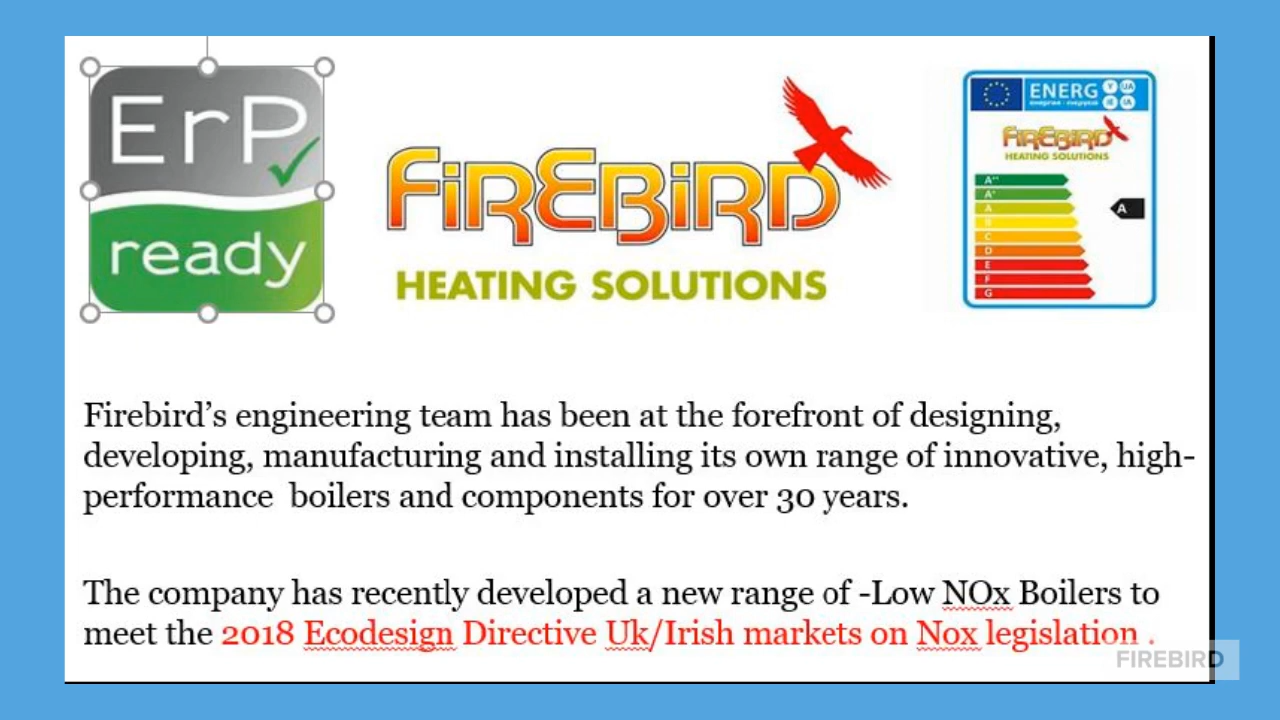 ErP
ready
FiREBiRD
HEATING SOLUTIONS
ENERG
Y UA
IE IA
FiREBiRD
HEATING SOLUTIONS
A++
A+
A
A
B
C
D
E
F
G
Firebird’s engineering team has been at the forefront of designing,
developing, manufacturing and installing its own range of innovative, high-
performance boilers and components for over 30 years.
The company has recently developed a new range of -Low NOx Boilers to
meet the 2018 Ecodesign Directive Uk/Irish markets on Nox legislation .
FIREBIRD